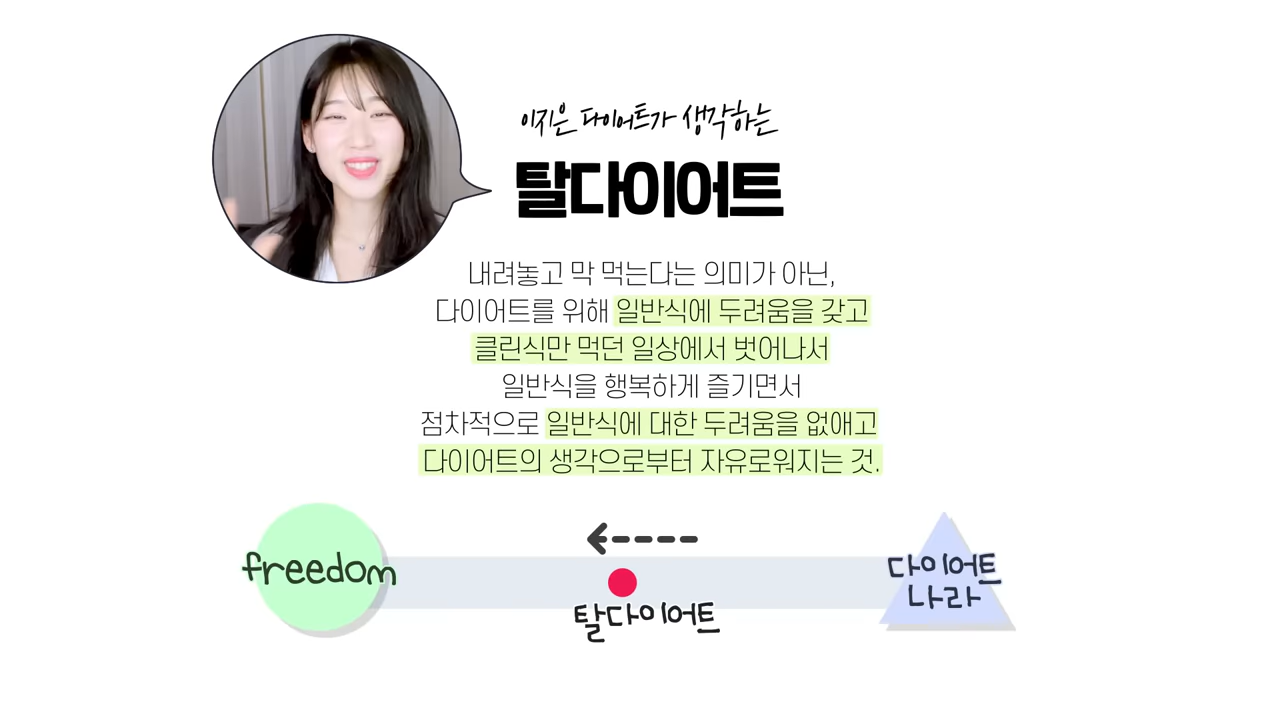 이지은 다이어트가 생각하는
탈다이어트
내려놓고 막 먹는다는 의미가 아닌,
다이어트를 위해 일반식에 두려움을 갖고
클린식만 먹던 일상에서 벗어나서
일반식을 행복하게 즐기면서
점차적으로 일반식에 대한 두려움을 없애고
다이어트의 생각으로부터 자유로워지는 것.
freedom
탈다이어트
다이어트
나라